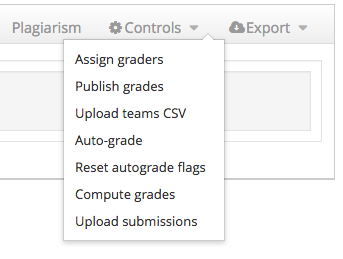 Plagiarism Controls Export
Assign graders
Publish grades
Upload teams CSV
Auto-grade
Reset autograde flags
Compute grades
Upload submissions